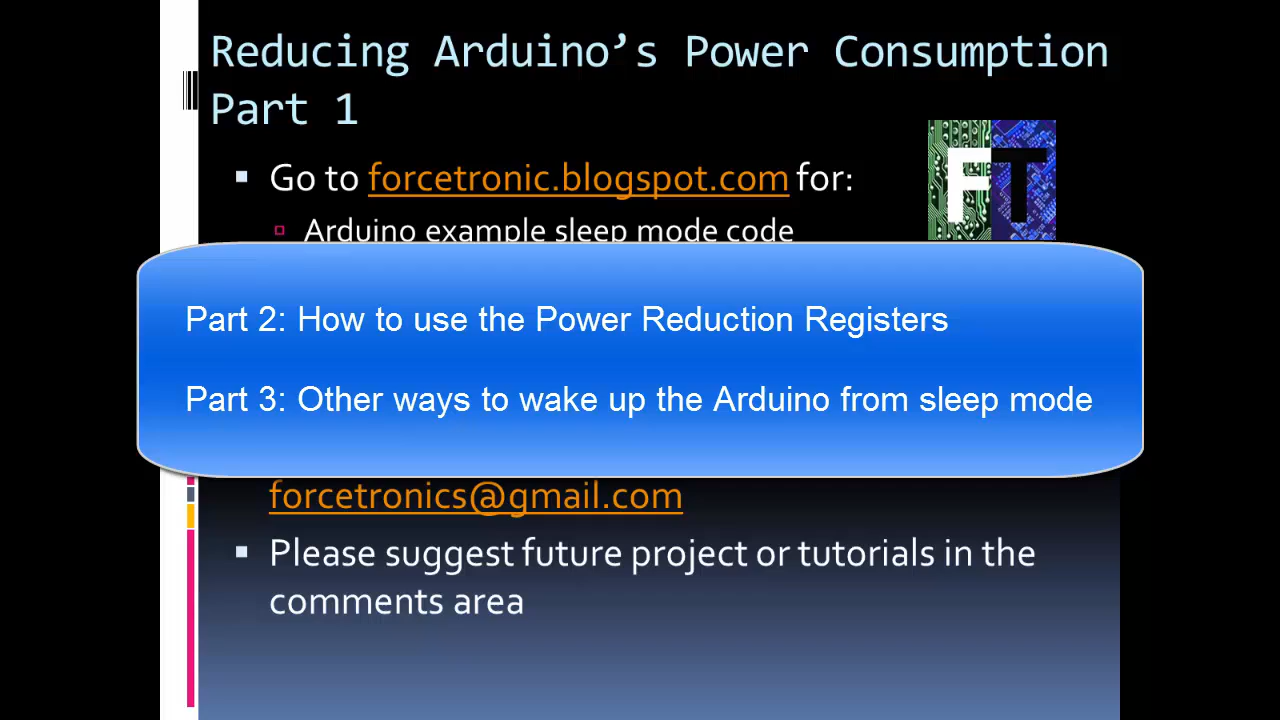 Reducing Arduino’s Power Consumption
Part 1
Go to forcetronic.blogspot.com for:
FT
Arduino example sleep mode code
Part 2: How to use the Power Reduction Registers
Part 3: Other ways to wake up the Arduino from sleep mode
forcetronics@gmail.com
Please suggest future project or tutorials in the
comments area